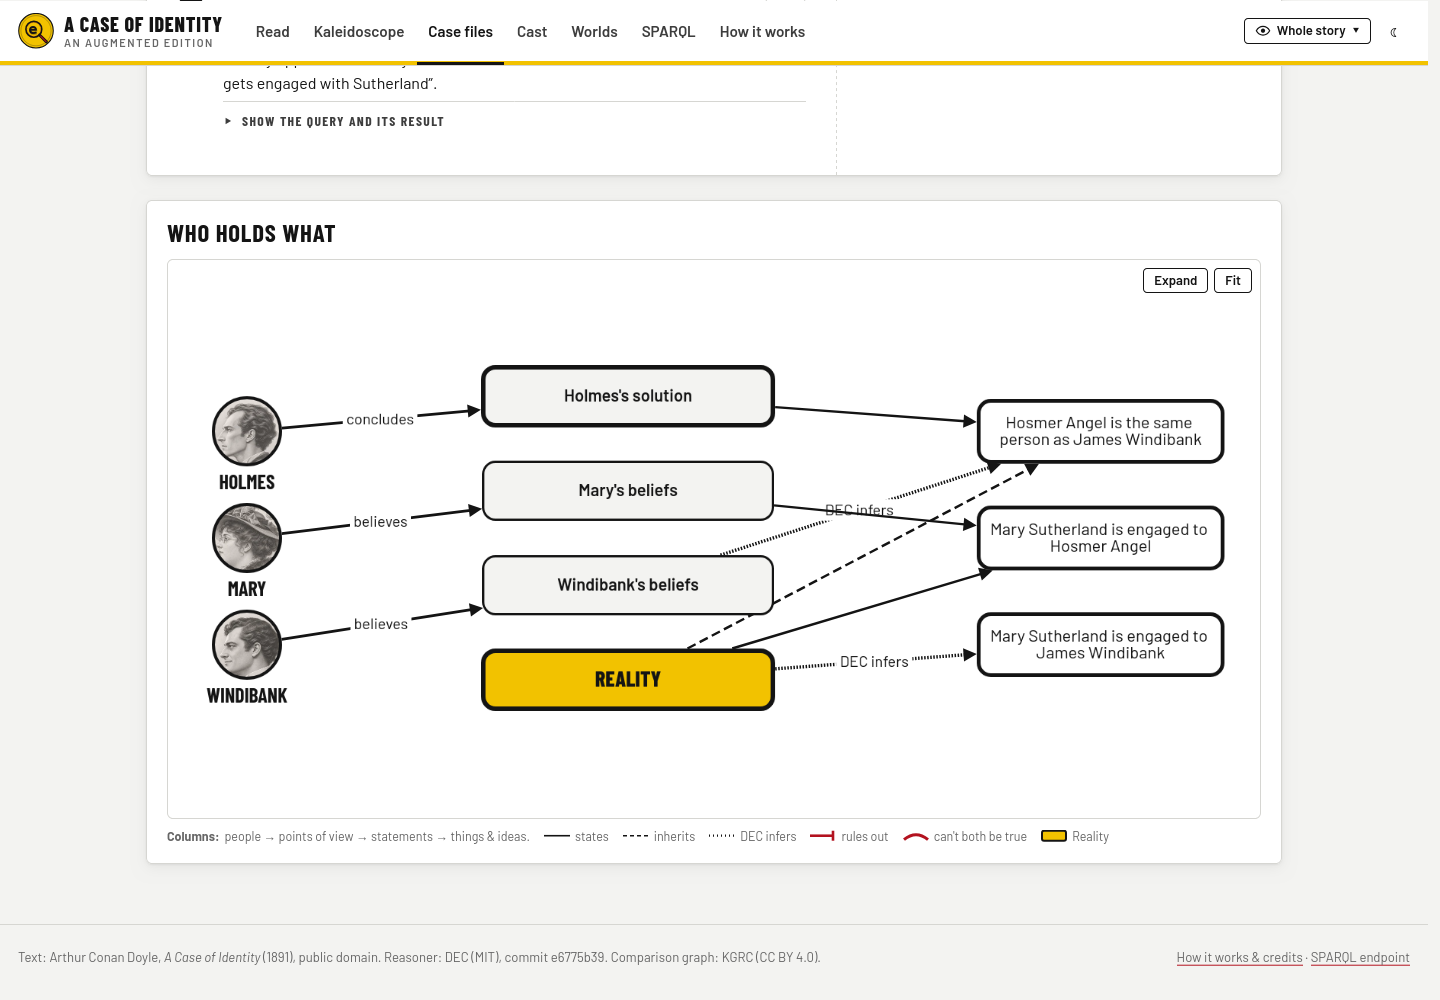 A CASE OF IDENTITY
AN AUGMENTED EDITION
Read
Kaleidoscope
Case files
Cast
Worlds
SPARQL
How it works
Whole story
gets engaged with Sutherland”.
SHOW THE QUERY AND ITS RESULT
WHO HOLDS WHAT
Expand
Fit
Holmes's solution
concludes
Hosmer Angel is the same
person as James Windibank
HOLMES
Mary's beliefs
DEC infers
believes
Mary Sutherland is engaged to
Hosmer Angel
MARY
Windibank's beliefs
believes
Mary Sutherland is engaged to
James Windibank
DEC infers
REALITY
WINDIBANK
Columns: people → points of view → statements → things & ideas.
states
inherits
DEC infers
rules out
can't both be true
Reality
Text: Arthur Conan Doyle, A Case of Identity (1891), public domain. Reasoner: DEC (MIT), commit e6775b39. Comparison graph: KGRC (CC BY 4.0).
How it works & credits · SPARQL endpoint